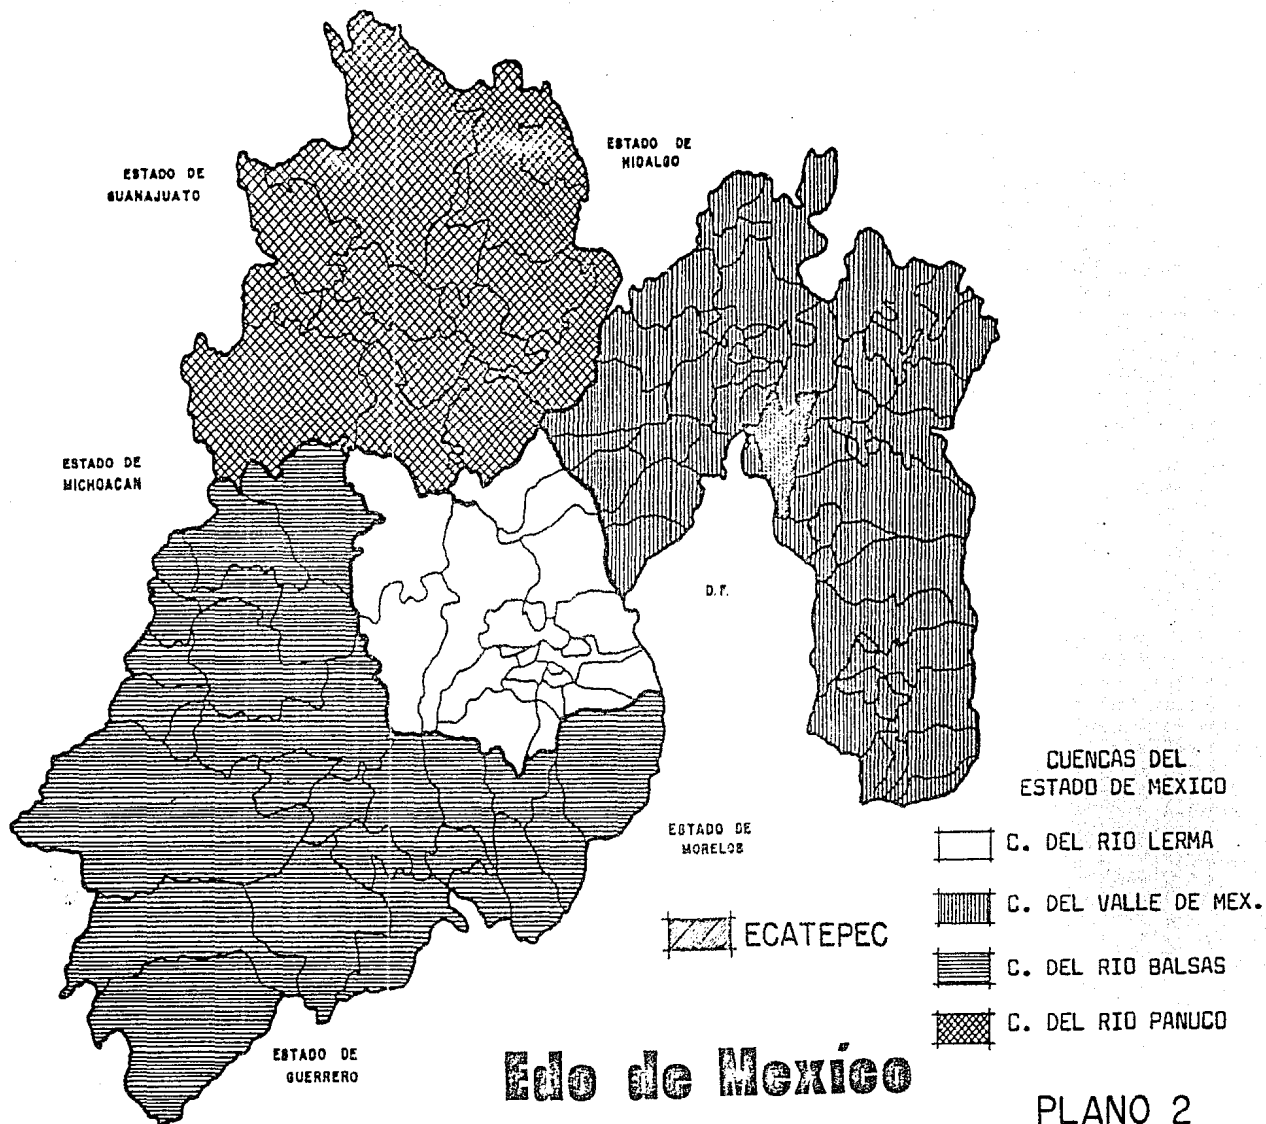 ESTADO DE
HIDALGO
ESTADO DE
GUANAJUATO
ESTADO DE
MICHOACAN
D.F.
CUENCAS DEL
ESTADO DE MEXICO
ESTADO DE
MORELOS
C. DEL RIO LERMA
C. DEL VALLE DE MEX.
ECATEPEC
C. DEL RIO BALSAS
C. DEL RIO PANUCO
ESTADO DE
GUERRERO
Edo de Mexico
PLANO 2